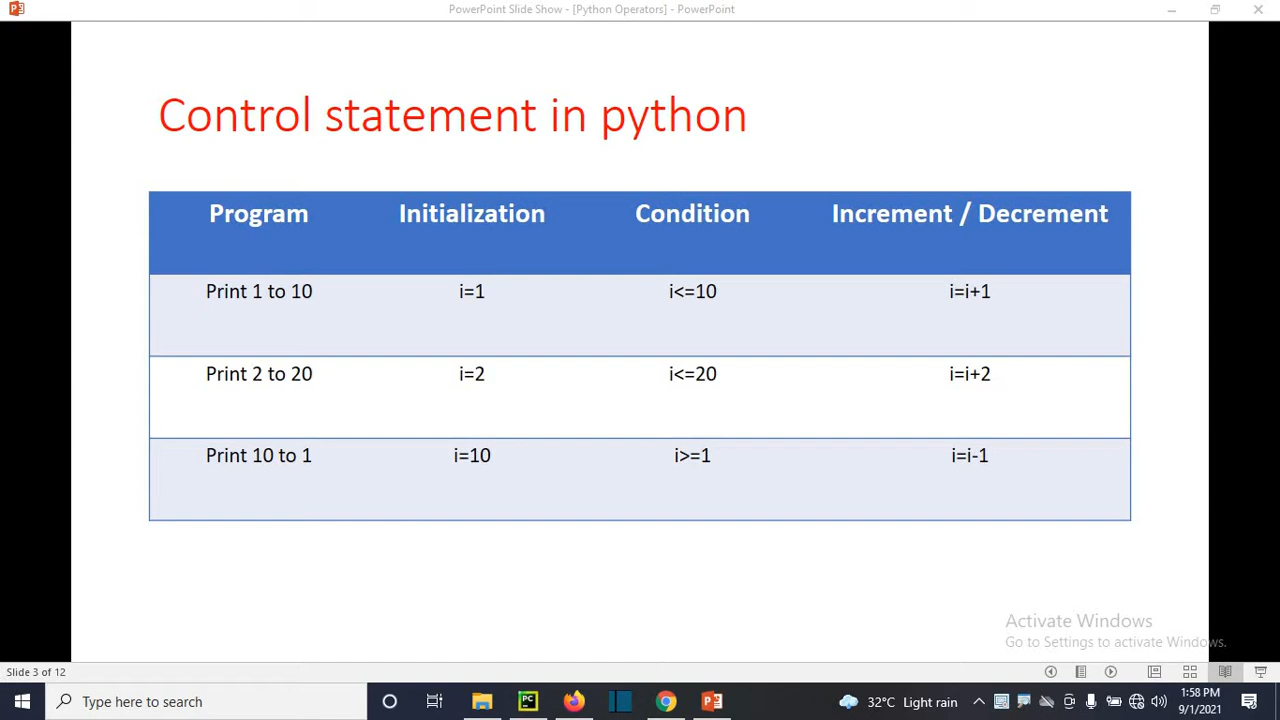 PowerPoint Slide Show - [Python Operators] - PowerPoint
Control statement in python
Program Initialization Condition Increment / Decrement
Print 1 to 10 i=1 i<=10 i=i+1
Print 2 to 20 i=2 i<=20 i=i+2
Print 10 to 1 i=10 i>=1 i=i-1
Activate Windows
Go to Settings to activate Windows.
Slide 3 of 12
Type here to search
PC
32°C Light rain
1:58 PM
9/1/2021